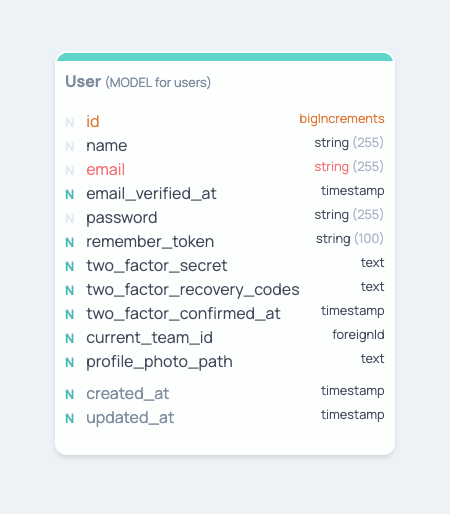 User (MODEL for users)
N id bigIncrements
N name string (255)
N email string (255)
N email_verified_at timestamp
N password string (255)
N remember_token string (100)
N two_factor_secret text
N two_factor_recovery_codes text
N two_factor_confirmed_at timestamp
N current_team_id foreignId
N profile_photo_path text
N created_at timestamp
N updated_at timestamp